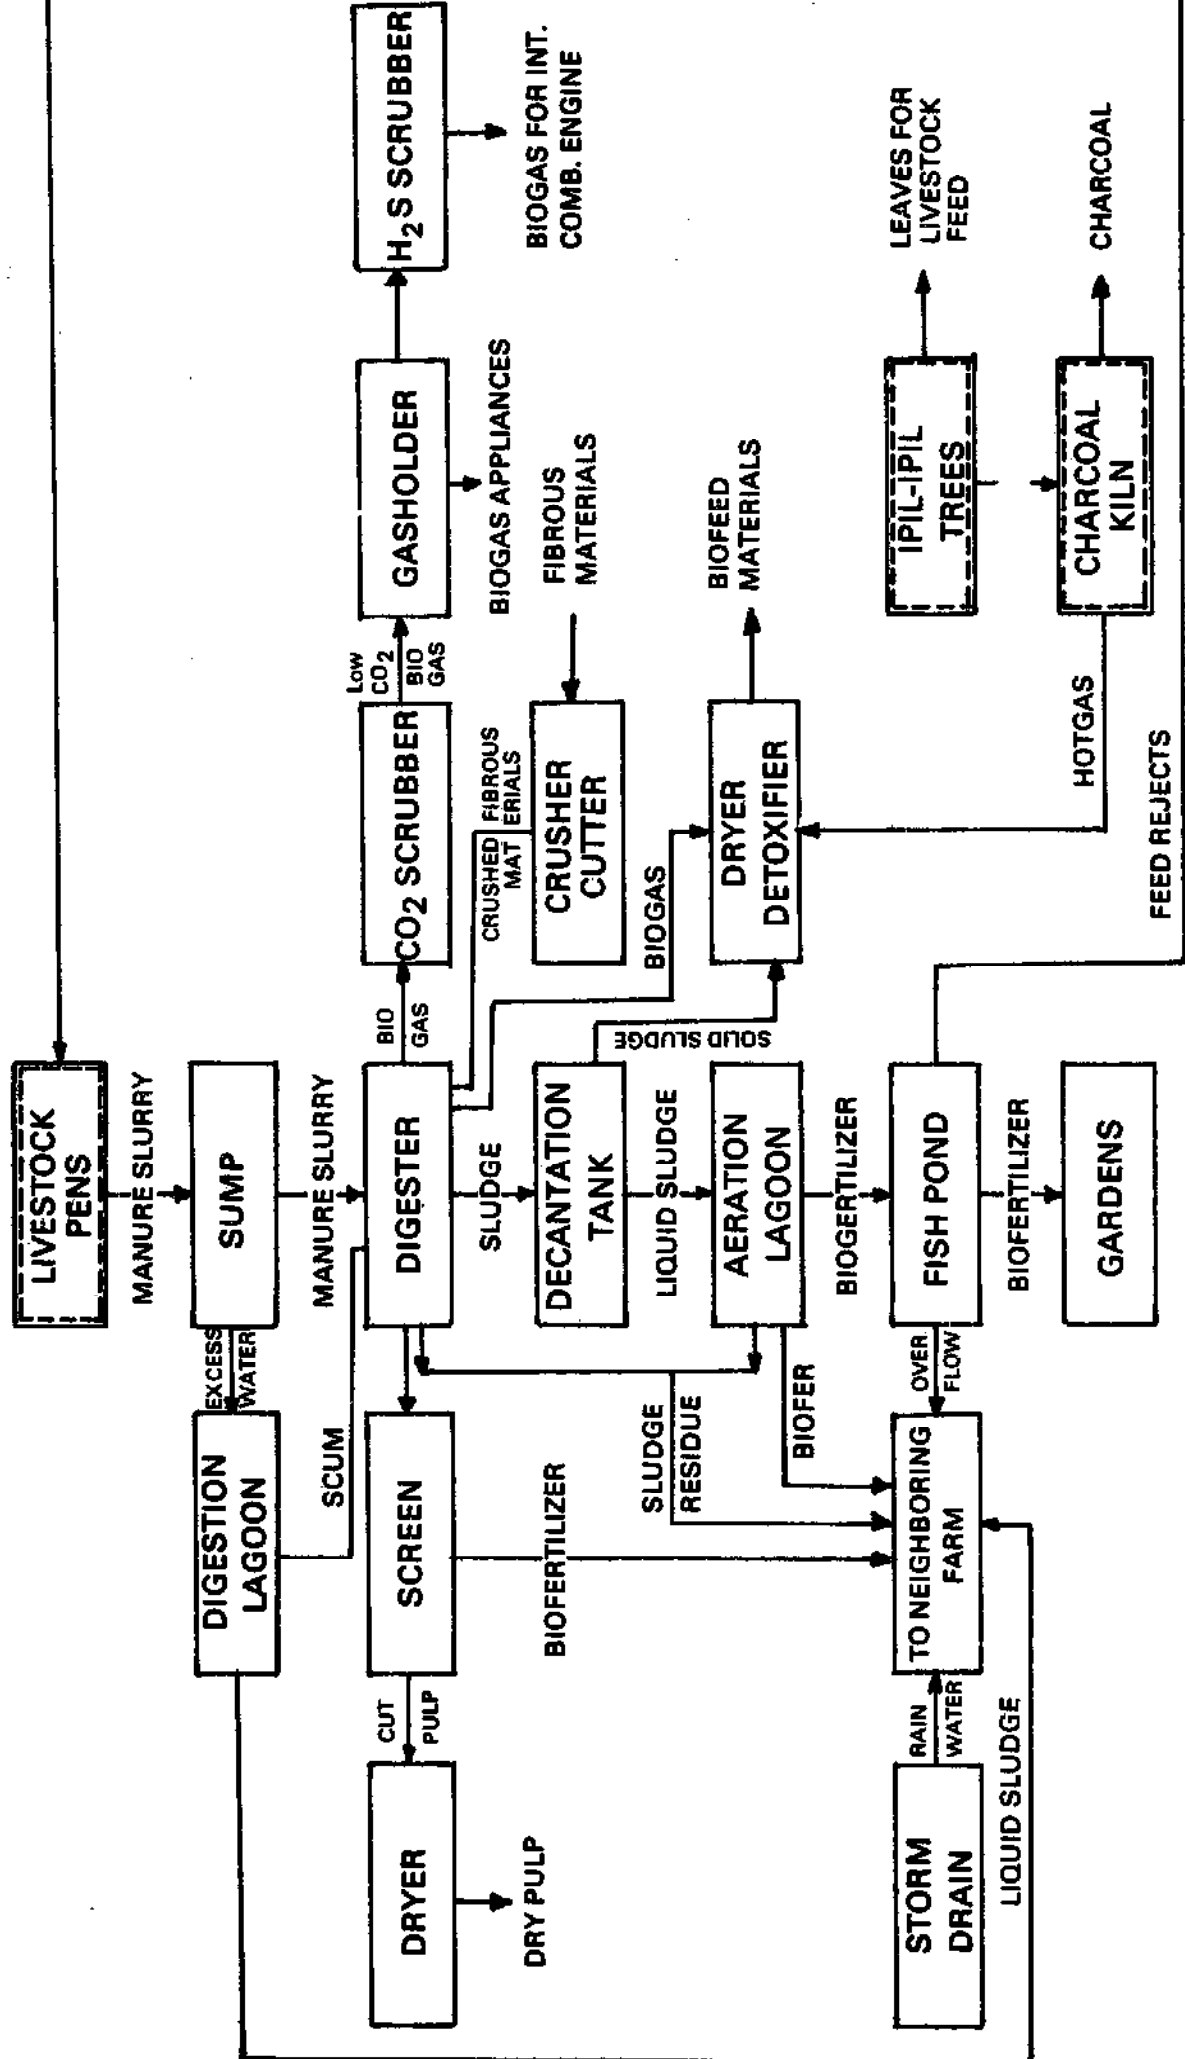 LIVESTOCK
PENS
MANURE SLURRY
SUMP
EXCESS
WATER
DIGESTION
LAGOON
MANURE SLURRY
SCUM
DIGESTER
BIO
GAS
CO2 SCRUBBER
Low
CO2
BIO
GAS
GASHOLDER
BIOGAS APPLIANCES
H2S SCRUBBER
BIOGAS FOR INT.
COMB. ENGINE
FIBROUS
MATERIALS
CRUSHER
CUTTER
CRUSHED FIBROUS
MAT ERIALS
SCREEN
CUT
PULP
DRYER
DRY PULP
BIOFERTILIZER
SLUDGE
DECANTATION
TANK
SOLID SLUDGE
BIOGAS
DRYER
DETOXIFIER
BIOFEED
MATERIALS
LIQUID SLUDGE
AERATION
LAGOON
SLUDGE
RESIDUE
BIOFER
BIOGERTILIZER
FISH POND
OVER
FLOW
TO NEIGHBORING
FARM
RAIN
WATER
STORM
DRAIN
LIQUID SLUDGE
BIOFERTILIZER
GARDENS
FEED REJECTS
HOTGAS
IPIL-IPIL
TREES
LEAVES FOR
LIVESTOCK
FEED
CHARCOAL
KILN
CHARCOAL